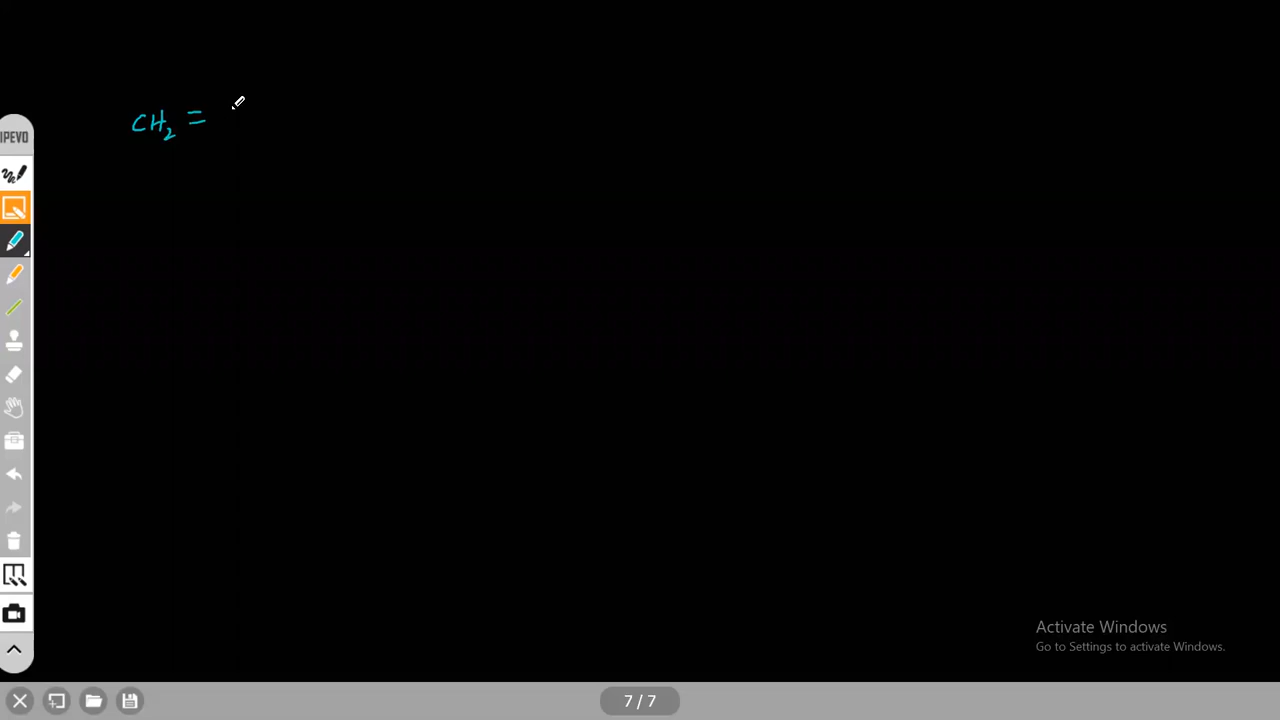 CH₂ =
IPEVO
Activate Windows
Go to Settings to activate Windows.
7 / 7